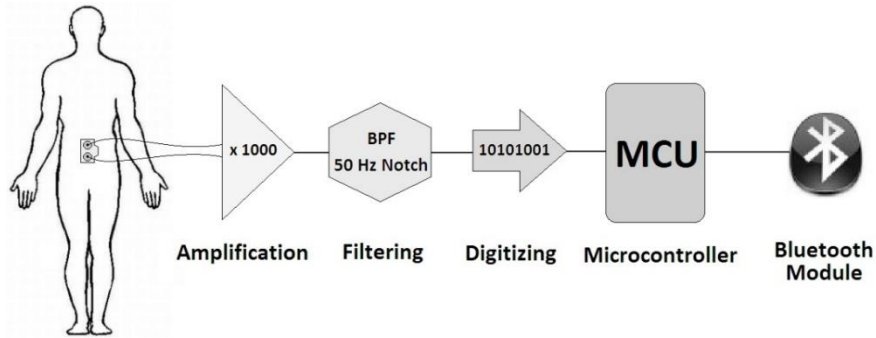 x 1000
BPF
50 Hz Notch
10101001
MCU
Amplification
Filtering
Digitizing
Microcontroller
Bluetooth
Module